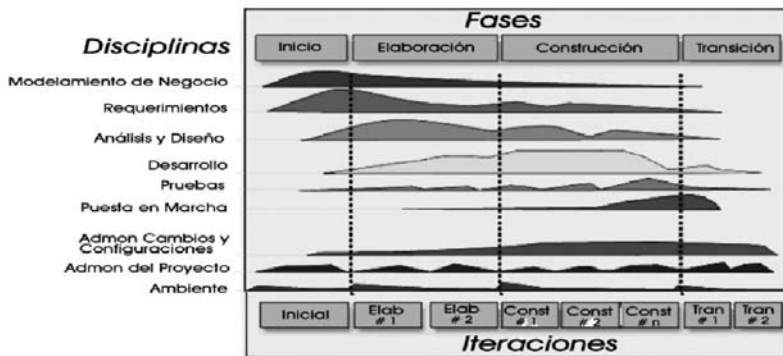 Fases
Disciplinas
Inicio
Elaboración
Construcción
Transición
Modelamiento de Negocio
Requerimientos
Análisis y Diseño
Desarrollo
Pruebas
Puesta en Marcha
Admon Cambios y
Configuraciones
Admon del Proyecto
Ambiente
Inicial
Elab
# 1
Elab
# 2
Const
# 1
Const
# 2
Const
# n
Tran
# 1
Tran
# 2
Iteraciones